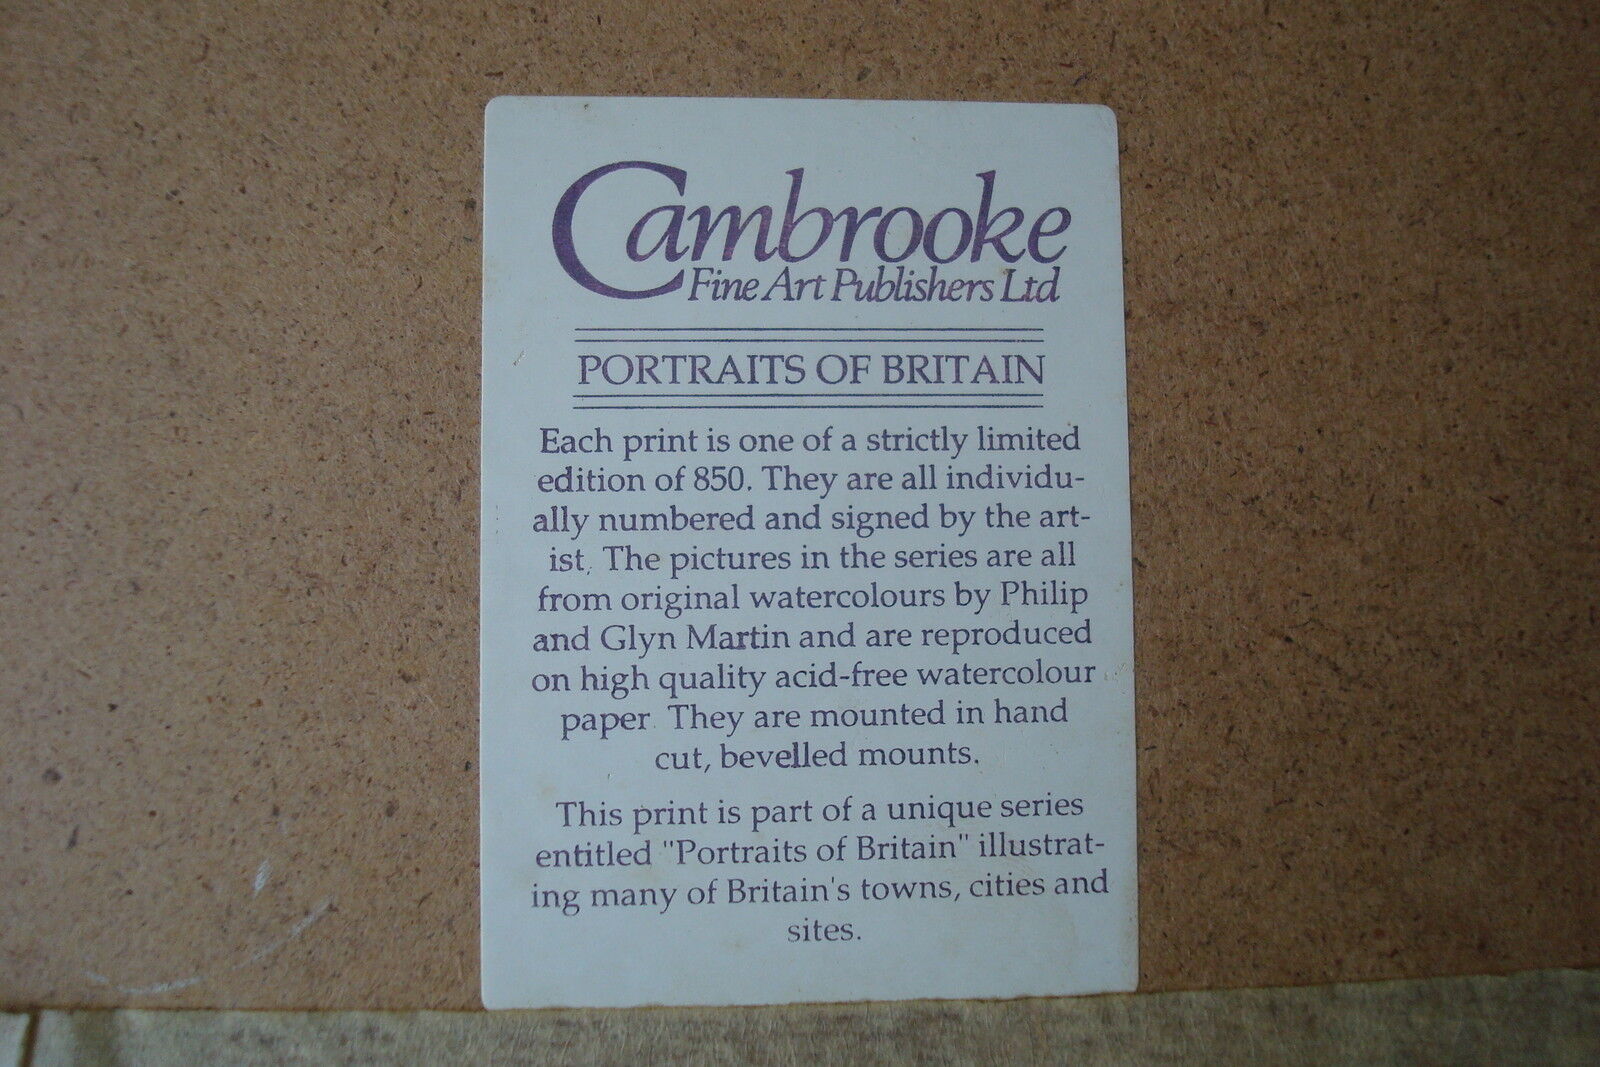 Cambrooke
Fine Art Publishers Ltd
PORTRAITS OF BRITAIN
Each print is one of a strictly limited
edition of 850. They are all individu-
ally numbered and signed by the art-
ist. The pictures in the series are all
from original watercolours by Philip
and Glyn Martin and are reproduced
on high quality acid-free watercolour
paper. They are mounted in hand
cut, bevelled mounts.
This print is part of a unique series
entitled "Portraits of Britain" illustrat-
ing many of Britain's towns, cities and
sites.